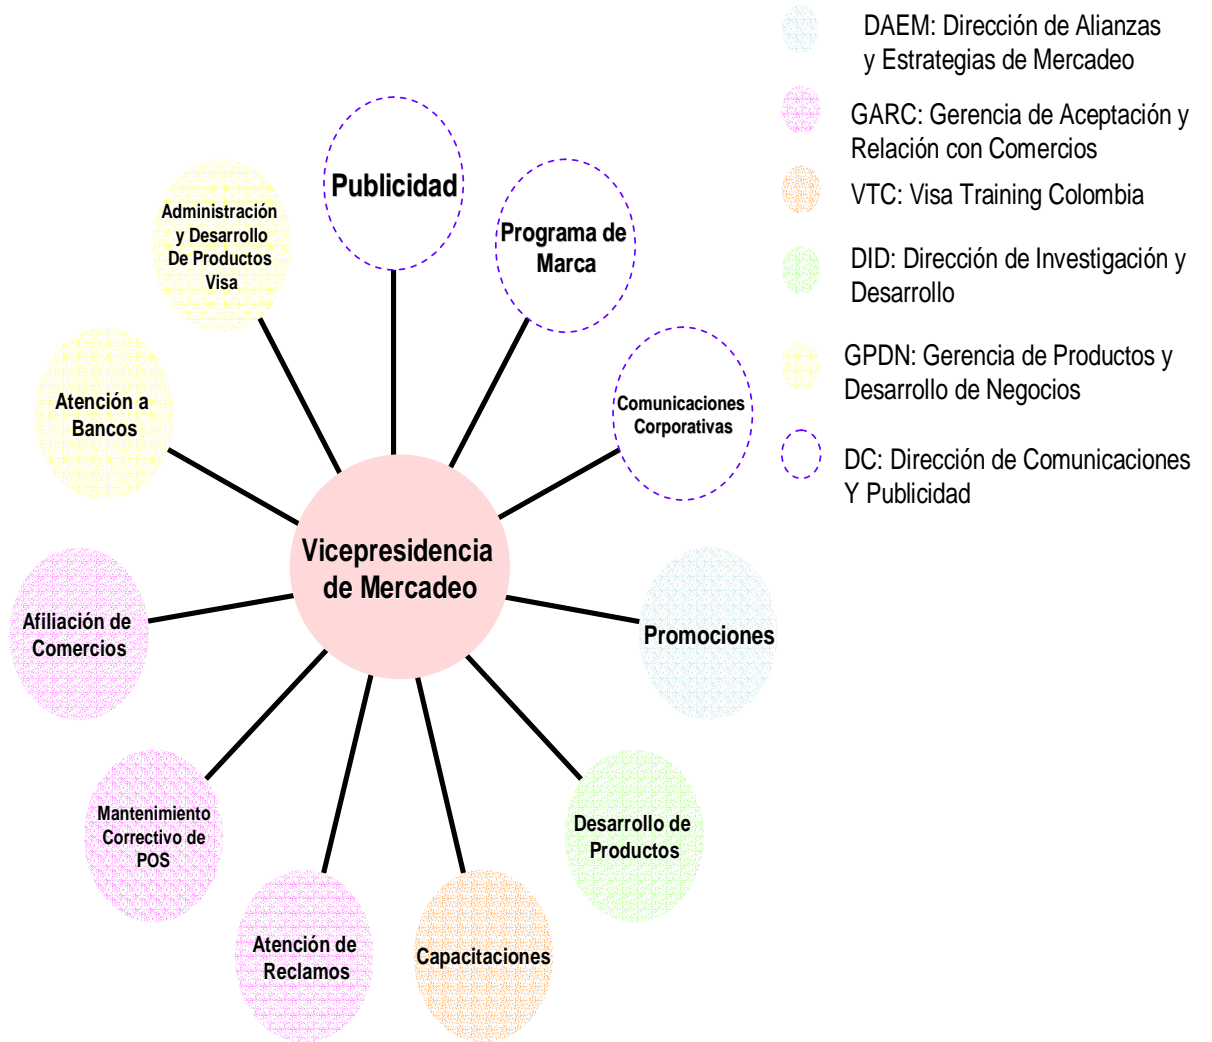 Publicidad
Programa de
Marca
Comunicaciones
Corporativas
Promociones
Desarrollo de
Productos
Capacitaciones
Atención de
Reclamos
Mantenimiento
Correctivo de
POS
Afiliación de
Comercios
Atención a
Bancos
Administración
y Desarrollo
De Productos
Visa
Vicepresidencia
de Mercadeo
DAEM: Dirección de Alianzas
y Estrategias de Mercadeo
GARC: Gerencia de Aceptación y
Relación con Comercios
VTC: Visa Training Colombia
DID: Dirección de Investigación y
Desarrollo
GPDN: Gerencia de Productos y
Desarrollo de Negocios
DC: Dirección de Comunicaciones
Y Publicidad